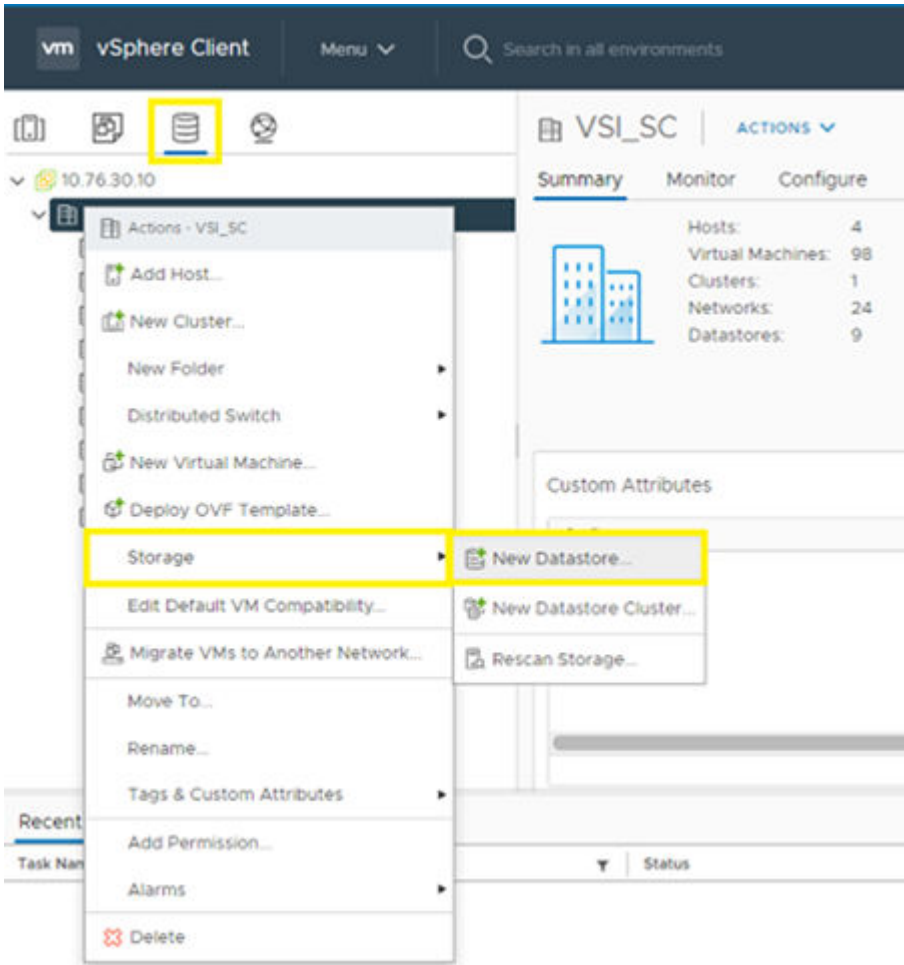 vm vSphere Client Menu Search in all environments
VSI_SC ACTIONS
10.76.30.10
Summary Monitor Configure
Actions - VSI_SC
Hosts: 4
Virtual Machines: 98
Clusters: 1
Networks: 24
Datastores: 9
Add Host...
New Cluster...
New Folder
Distributed Switch
New Virtual Machine...
Custom Attributes
Deploy OVF Template...
Storage
New Datastore...
Edit Default VM Compatibility...
New Datastore Cluster...
Migrate VMs to Another Network...
Rescan Storage...
Move To...
Rename...
Tags & Custom Attributes
Recent
Add Permission...
Task Nan
Status
Alarms
Delete